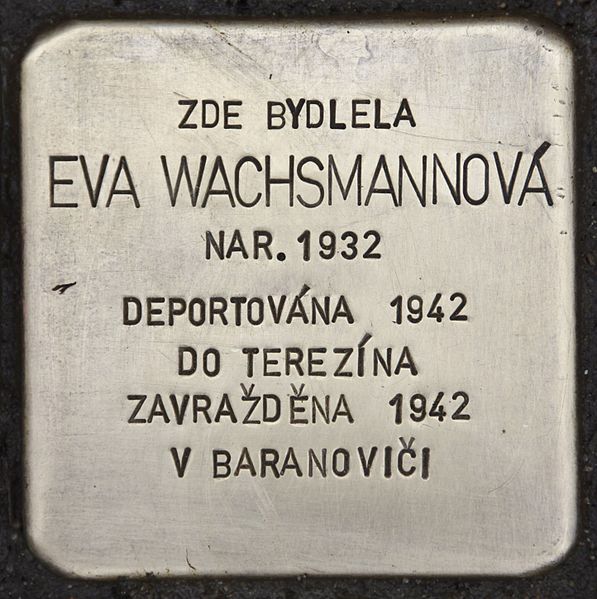 ZDE BYDLELA
EVA WACHSMANNOVÁ
NAR. 1932
DEPORTOVÁNA 1942
DO TEREZÍNA
ZAVRAŽDĚNA 1942
V BARANOVIČI